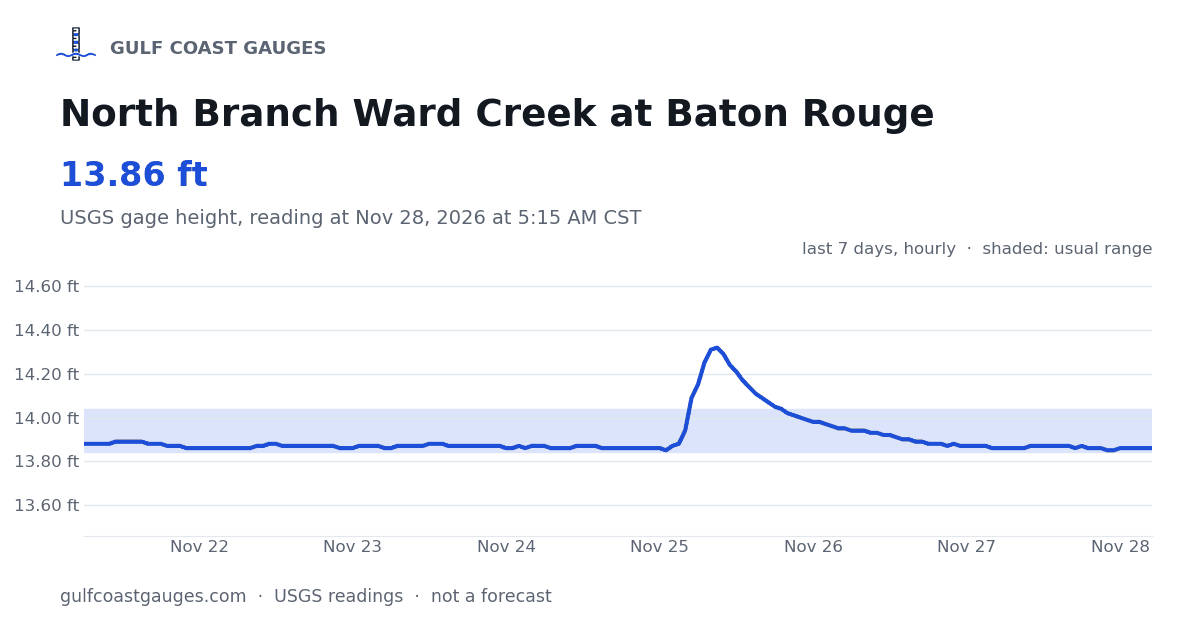 GULF COAST GAUGES
North Branch Ward Creek at Baton Rouge
13.86 ft
USGS gage height, reading at Nov 28, 2026 at 5:15 AM CST
last 7 days, hourly · shaded: usual range
14.60 ft
14.40 ft
14.20 ft
14.00 ft
13.80 ft
13.60 ft
Nov 22 Nov 23 Nov 24 Nov 25 Nov 26 Nov 27 Nov 28
gulfcoastgauges.com · USGS readings · not a forecast